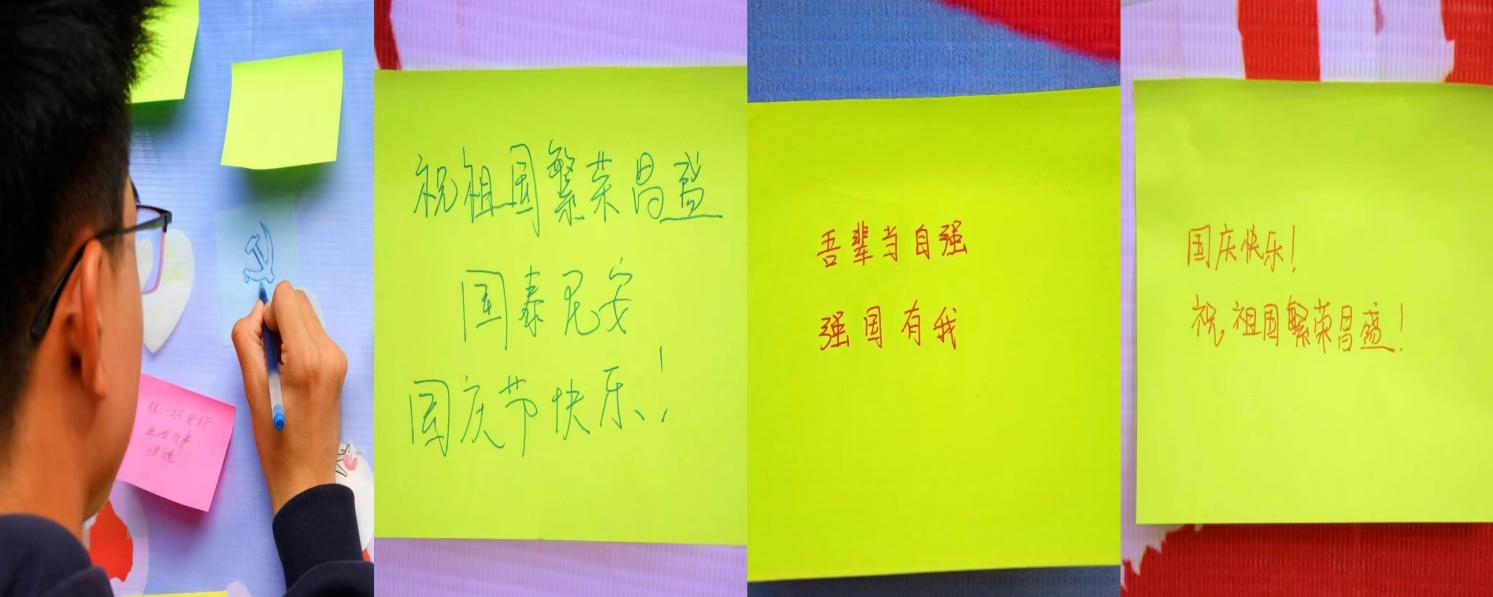 祝祖国繁荣昌盛
国泰民安
国庆节快乐！
吾辈当自强
强国有我
国庆快乐！
祝祖国繁荣昌盛！